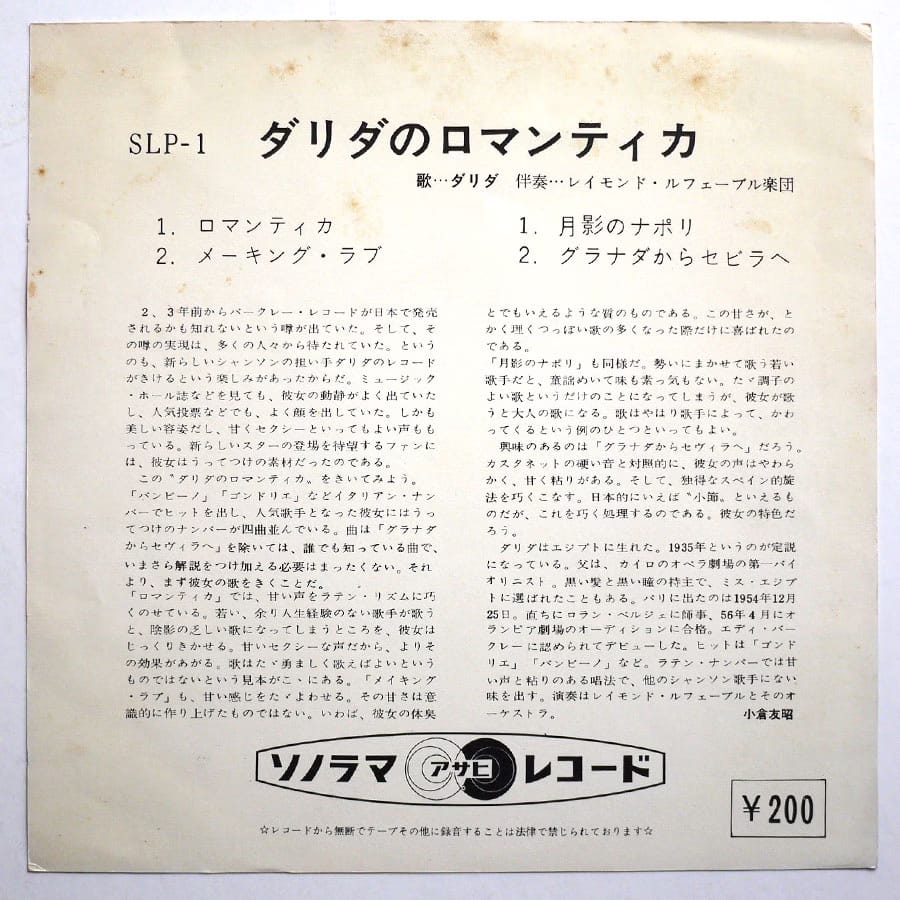 SLP-1 ダリダのロマンティカ
歌…ダリダ 伴奏…レイモンド・ルフェーブル楽団
1. ロマンティカ
2. メーキング・ラブ
1. 月影のナポリ
2. グラナダからセビラへ
2、3年前からバークレー・レコードが日本で発売
されるかも知れないという噂が出ていた。そして、そ
の噂の実現は、多くの人々から待たれていた。という
のも、新らしいシャンソンの担い手ダリダのレコード
がきけるという楽しみがあったからだ。ミュージック
・ホール誌などを見ても、彼女の動静がよく出ていた
し、人気投票などでも、よく顔を出していた。しかも
美しい容姿だし、甘くセクシーといってもよい声もも
っている。新らしいスターの登場を待望するファンに
は、彼女はうってつけの素材だったのである。
この〝ダリダのロマンティカ〟をきいてみよう。
「バンビーノ」「ゴンドリエ」などイタリアン・ナン
バーでヒットを出し、人気歌手となった彼女にはうっ
てつけのナンバーが四曲並んでいる。曲は「グラナダ
からセヴィラへ」を除いては、誰でも知っている曲で、
いまさら解説をつけ加える必要はまったくない。それ
より、まず彼女の歌をきくことだ。
「ロマンティカ」では、甘い声をラテン・リズムに巧
くのせている。若い、余り人生経験のない歌手が歌う
と、陰影の乏しい歌になってしまうところを、彼女は
じっくりきかせる。甘いセクシーな声だから、よりそ
の効果があがる。歌はたゞ勇ましく歌えばよいという
ものではないという見本がこゝにある。「メイキング
・ラブ」も、甘い感じをたゞよわせる。その甘さは意
識的に作り上げたものではない。いわば、彼女の体臭
とでもいえるような質のものである。この甘さが、と
かく理くつっぽい歌の多くなった際だけに喜ばれたの
である。
「月影のナポリ」も同様だ。勢いにまかせて歌う若い
歌手だと、童謡めいて味も素っ気もない。たゞ調子の
よい歌というだけのことになってしまうが、彼女が歌
うと大人の歌になる。歌はやはり歌手によって、かわ
ってくるという例のひとつといってもよい。
興味のあるのは「グラナダからセヴィラへ」だろう。
カスタネットの硬い音と対照的に、彼女の声はやわら
かく、甘く粘りがある。そして、独得なスペイン的旋
法を巧くこなす。日本的にいえば〝小節〟といえるも
のだが、これを巧く処理するのである。彼女の特色だ
ろう。
ダリダはエジプトに生れた。1935年というのが定説
になっている。父は、カイロのオペラ劇場の第一バイ
オリニスト。黒い髪と黒い瞳の持主で、ミス・エジプ
トに選ばれたこともある。パリに出たのは1954年12月
25日。直ちにロラン・ベルジェに師事、56年4月にオ
ランピア劇場のオーディションに合格。エディ・バー
クレーに認められてデビューした。ヒットは「ゴンド
リエ」「バンビーノ」など。ラテン・ナンバーでは甘
い声と粘りのある唱法で、他のシャンソン歌手にない
味を出す。演奏はレイモンド・ルフェーブルとそのオ
ーケストラ。 小倉友昭
ソノラマ アサヒ レコード
¥200
☆レコードから無断でテープその他に録音することは法律で禁じられております☆